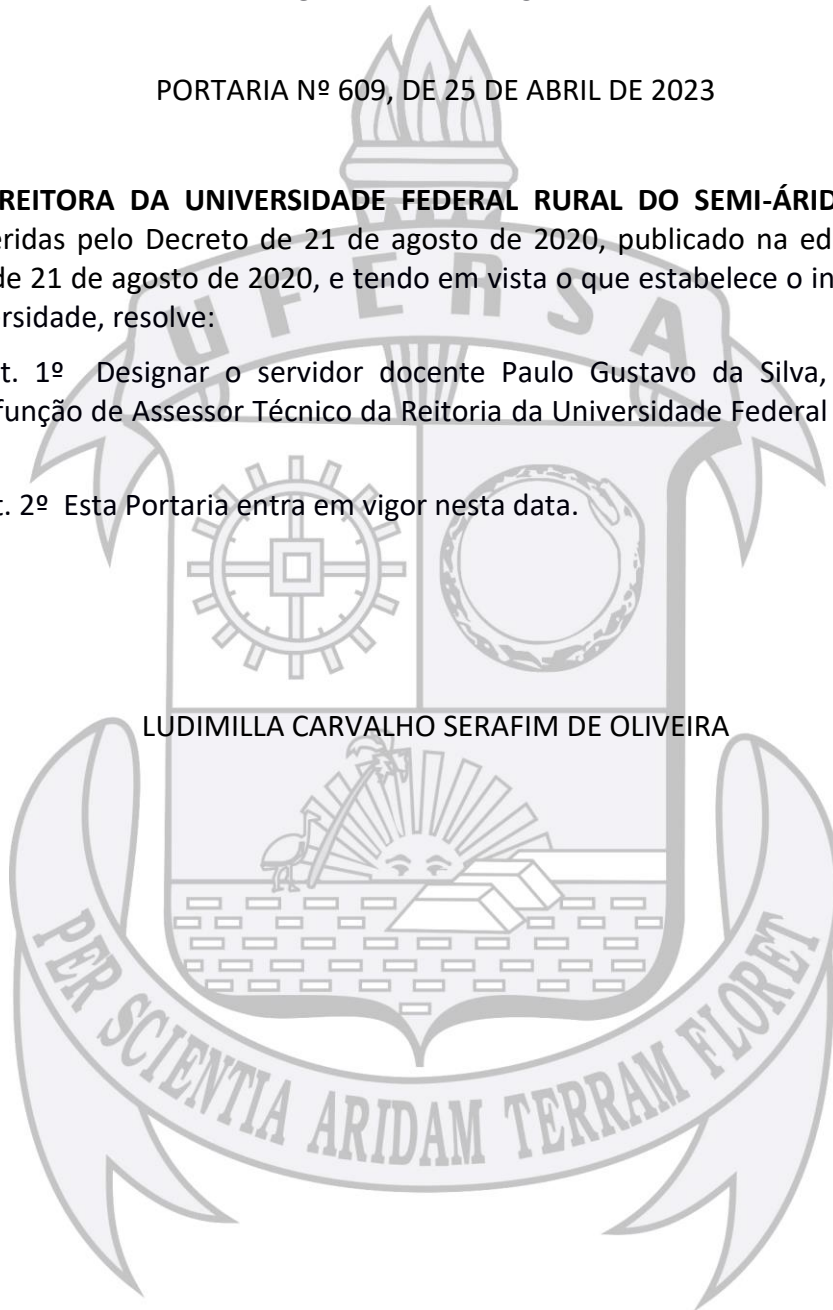 PORTARIA Nº 609, DE 25 DE ABRIL DE 2023
REITORA DA UNIVERSIDADE FEDERAL RURAL DO SEMI-ÁRID
eridas pelo Decreto de 21 de agosto de 2020, publicado na ed
de 21 de agosto de 2020, e tendo em vista o que estabelece o in
ersidade, resolve:
t. 1º Designar o servidor docente Paulo Gustavo da Silva,
função de Assessor Técnico da Reitoria da Universidade Federal
t. 2º Esta Portaria entra em vigor nesta data.
LUDIMILLA CARVALHO SERAFIM DE OLIVEIRA
UFERSA
PER SCIENTIA ARIDAM TERRAM FLORET